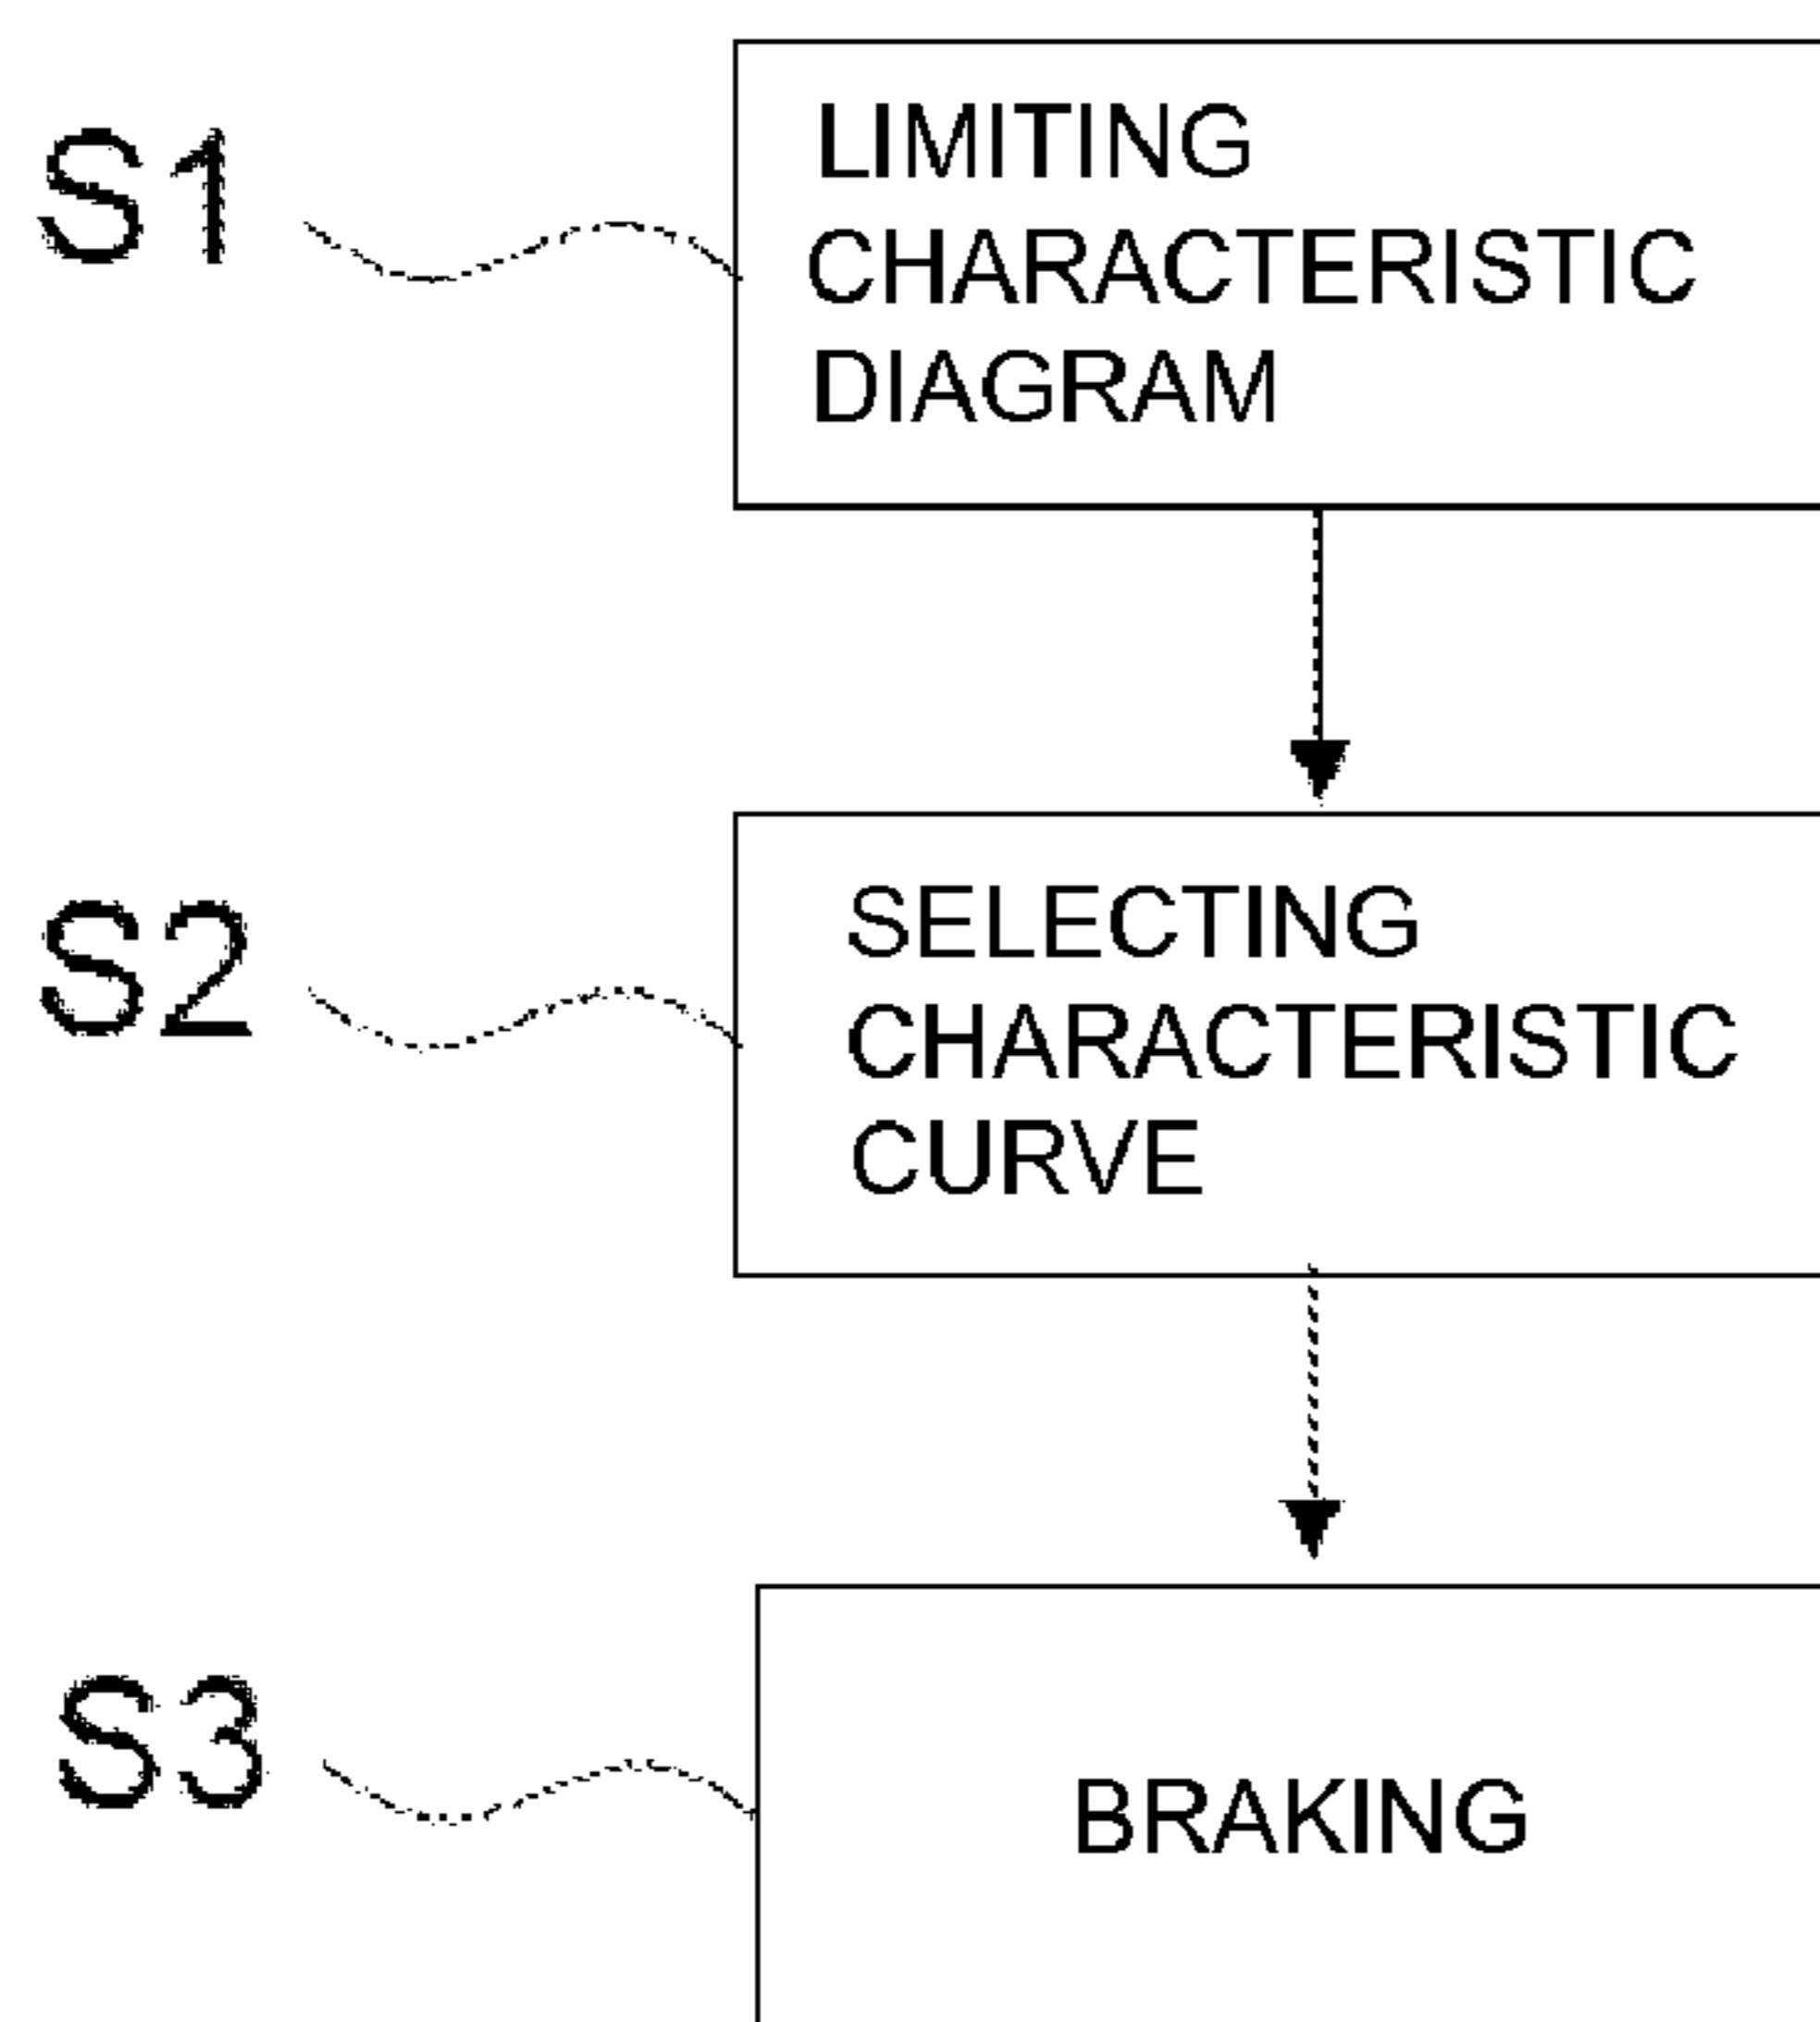 S1
LIMITING
CHARACTERISTIC
DIAGRAM
S2
SELECTING
CHARACTERISTIC
CURVE
S3
BRAKING